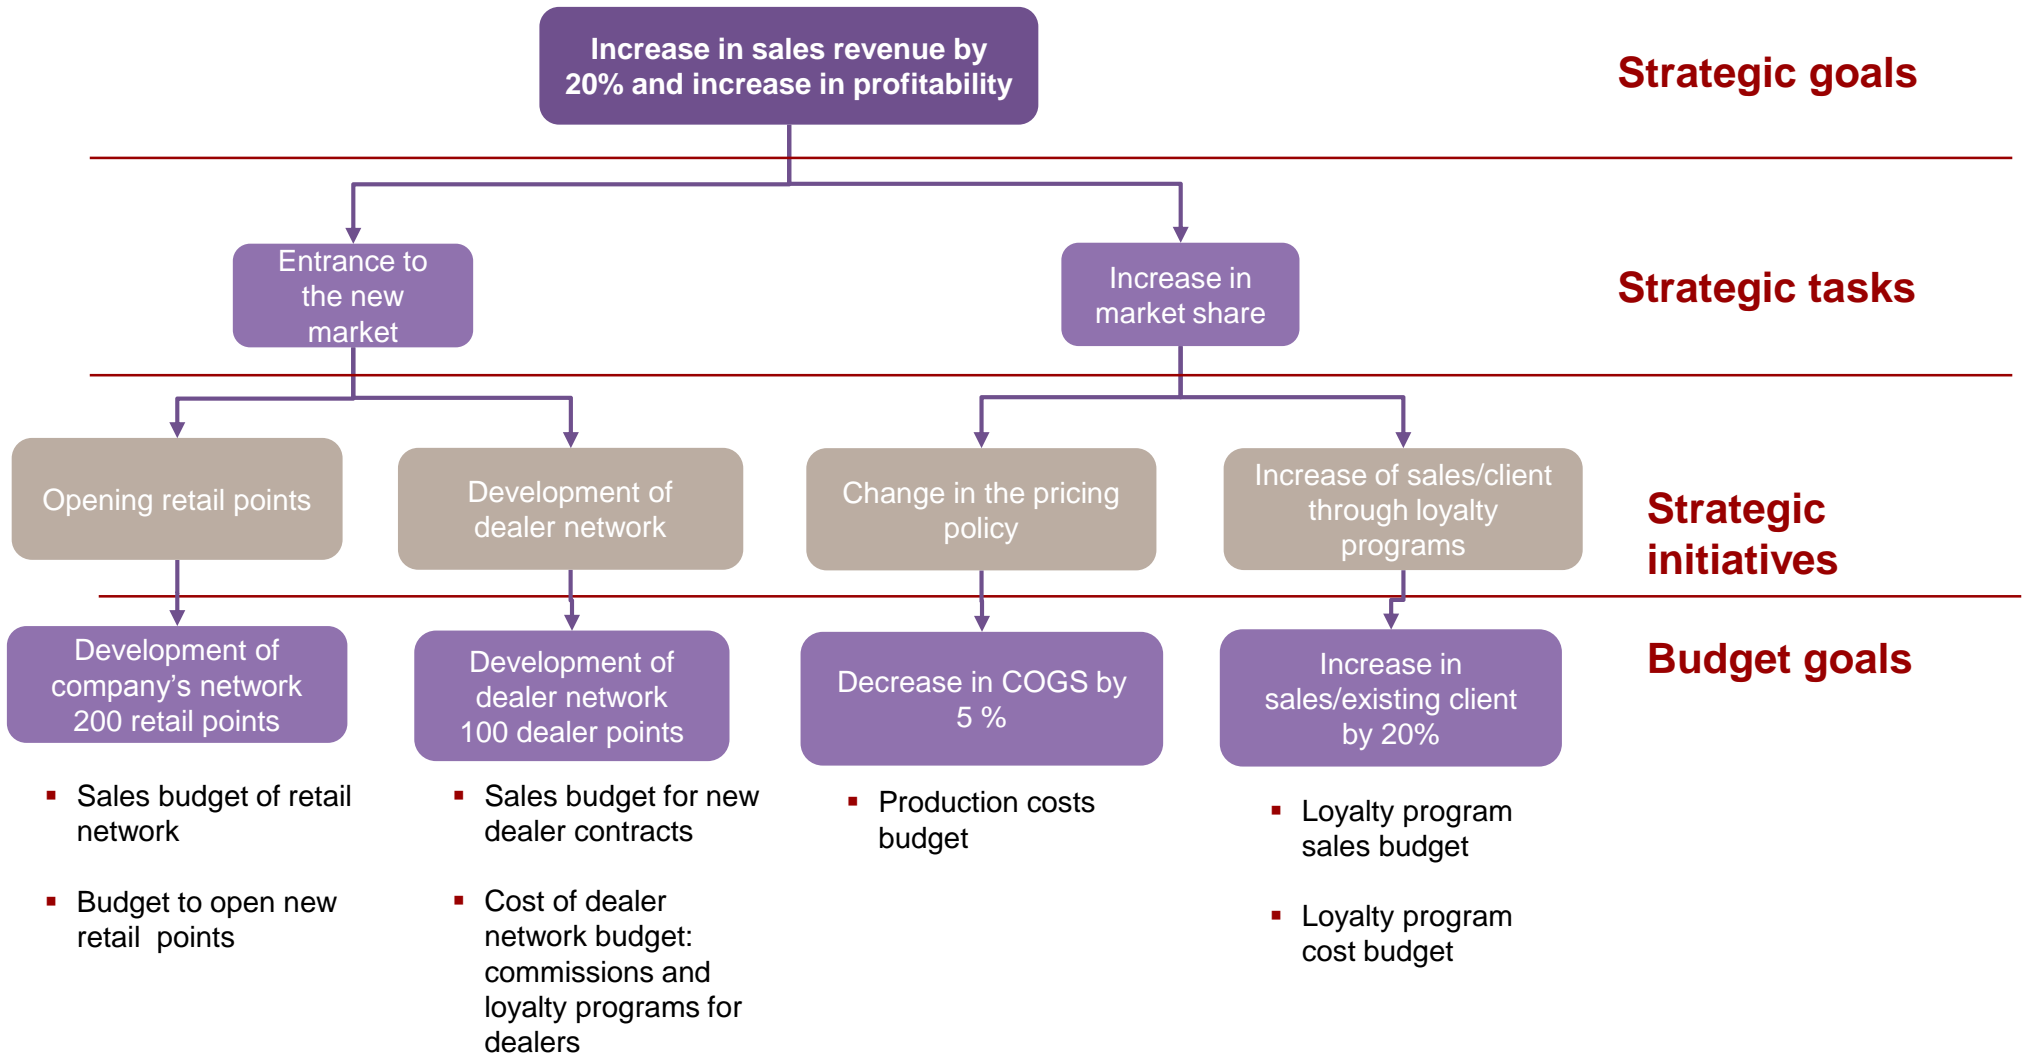 Increase in sales revenue by
20% and increase in profitability
Strategic goals
Entrance to
the new
market
Increase in
market share
Strategic tasks
Opening retail points
Development of
dealer network
Change in the pricing
policy
Increase of sales/client
through loyalty
programs
Strategic
initiatives
Development of
company’s network
200 retail points
Development of
dealer network
100 dealer points
Decrease in COGS by
5 %
Increase in
sales/existing client
by 20%
Budget goals
▪ Sales budget of retail
network
▪ Budget to open new
retail  points
▪ Sales budget for new
dealer contracts
▪ Cost of dealer
network budget:
commissions and
loyalty programs for
dealers
▪ Production costs
budget
▪ Loyalty program
sales budget
▪ Loyalty program
cost budget